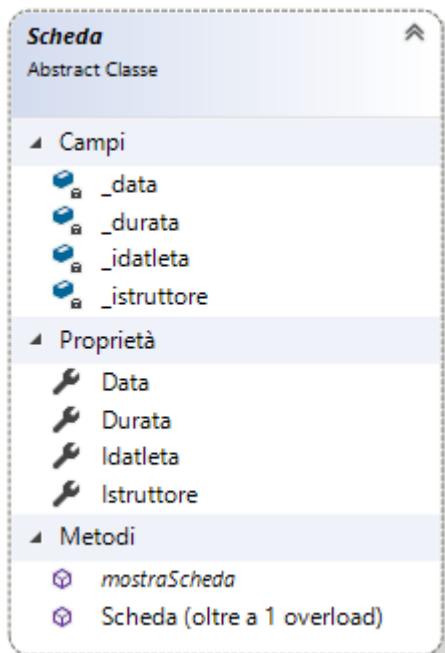 Scheda
Abstract Classe
Campi
_data
_durata
_idatleta
_istruttore
Proprietà
Data
Durata
Idatleta
Istruttore
Metodi
mostraScheda
Scheda (oltre a 1 overload)